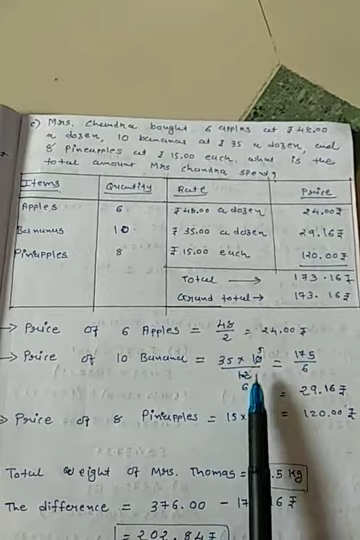 c) Mrs. Chandra bought 6 apples at ₹48.00
a dozen, 10 bananas at ₹35 a dozen, and
8 Pineapples at ₹15.00 each. What is the
total amount Mrs chandra spend?
Items Quantity Rate Price
Apples 6 ₹48.00 a dozen 24.00₹
Bananas 10 ₹35.00 a dozen 29.16₹
Pineapples 8 ₹15.00 each 120.00₹
Total → 173.16₹
Grand total → 173.16₹
→ Price of 6 Apples = 48/2 = 24.00₹
→ Price of 10 Banana = 35 × 10 5 / 12 6 = 175/6
= 29.16₹
→ Price of 8 Pineapples = 15× = 120.00₹
Total weight of Mrs. Thomas = .5 Kg
The difference = 376.00 - 17 16₹
= 202.84₹